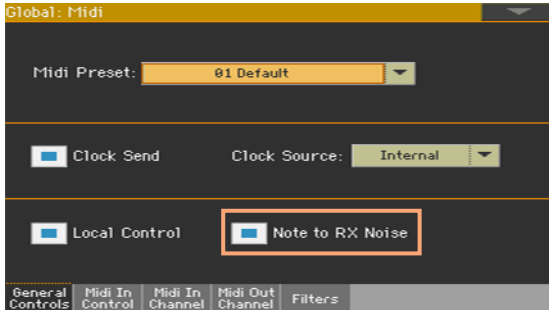 Global: Midi
Midi Preset: 01 Default
Clock Send Clock Source: Internal
Local Control Note to RX Noise
General Controls Midi In Control Midi In Channel Midi Out Channel Filters